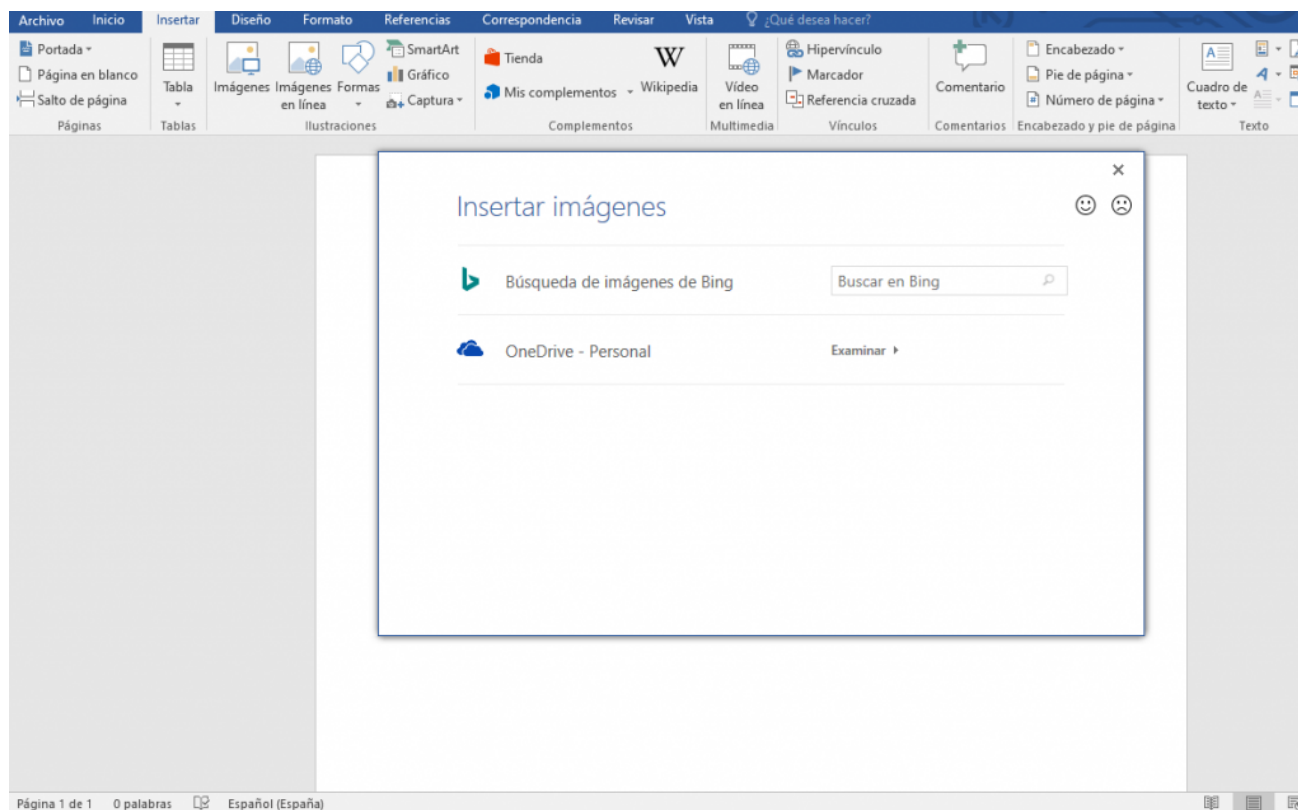 Archivo Inicio Insertar Diseño Formato Referencias Correspondencia Revisar Vista ¿Qué desea hacer?
Portada
Página en blanco
Salto de página
Páginas
Tabla
Tablas
Imágenes
Imágenes
en línea
Formas
SmartArt
Gráfico
Captura
Ilustraciones
Tienda
Mis complementos
W
Wikipedia
Complementos
Vídeo
en línea
Multimedia
Hipervínculo
Marcador
Referencia cruzada
Vínculos
Comentario
Comentarios
Encabezado
Pie de página
Número de página
Encabezado y pie de página
A
Cuadro de
texto
A
Texto
Insertar imágenes
Búsqueda de imágenes de Bing
Buscar en Bing
OneDrive - Personal
Examinar
Página 1 de 1 0 palabras Español (España)